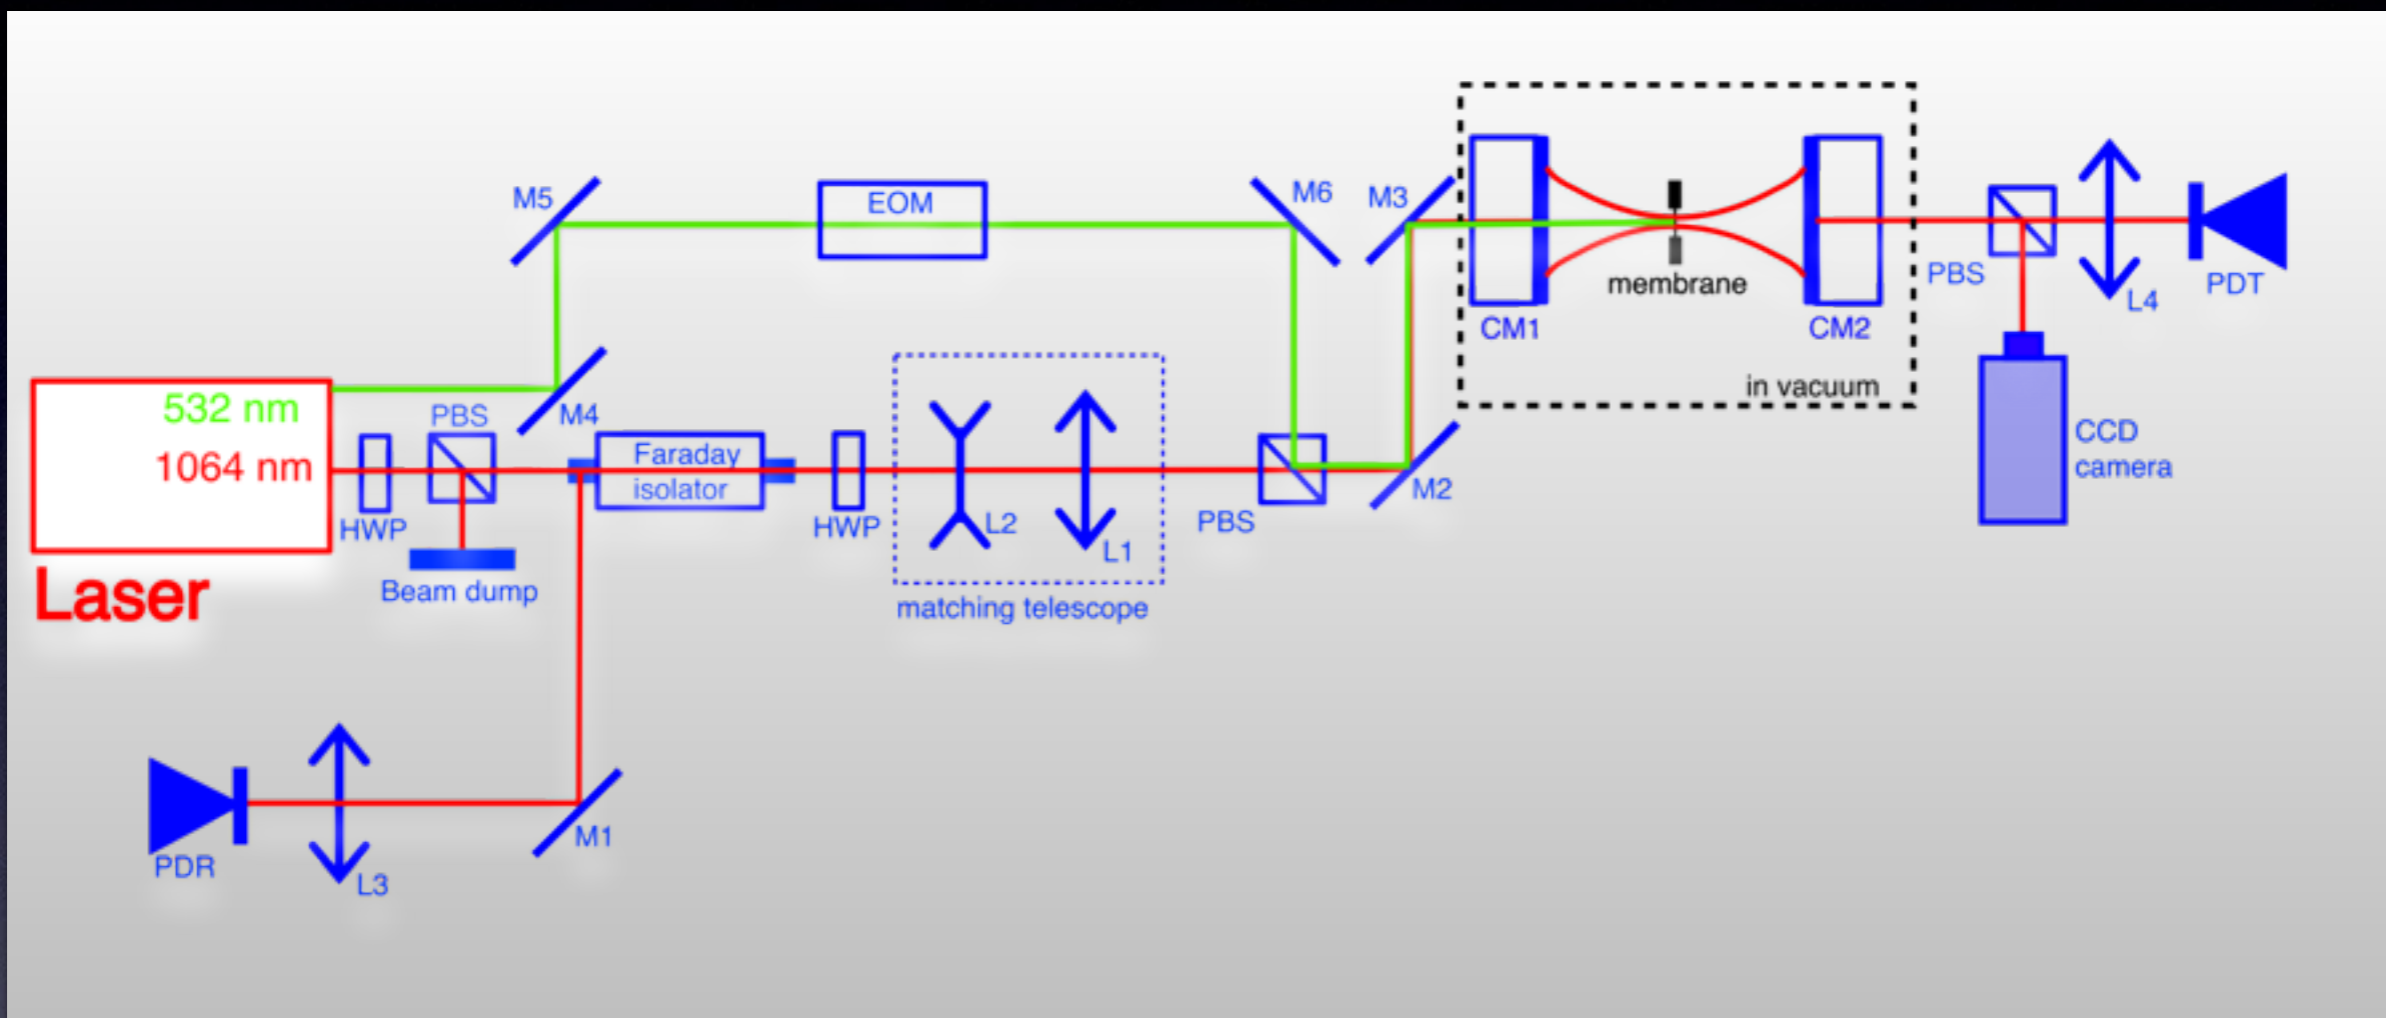 M5
EOM
M6
M3
membrane
CM1
CM2
in vacuum
PBS
L4
PDT
CCD
camera
532 nm
1064 nm
Laser
HWP
PBS
Beam dump
M4
Faraday
isolator
HWP
L2
L1
matching telescope
PBS
M2
PDR
L3
M1